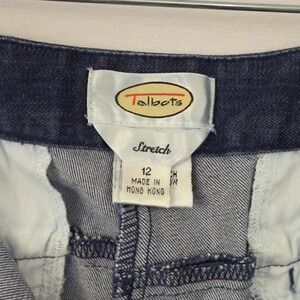 Talbots
Stretch
12
MADE IN
HONG KONG